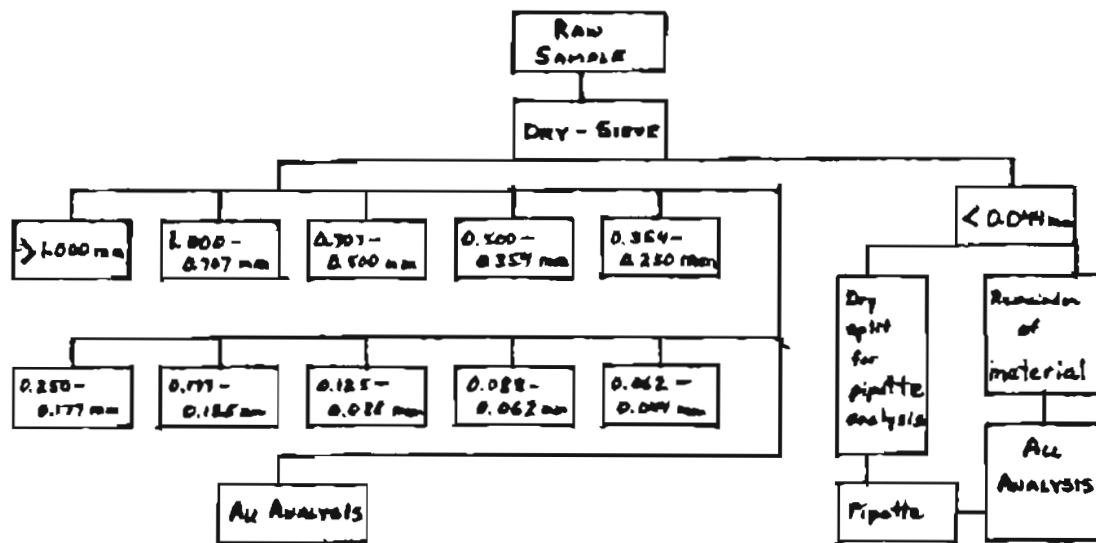 RAW
SAMPLE
DRY-SIEVE
>1.000 mm
1.000-
0.707 mm
0.707-
0.500 mm
0.500-
0.354 mm
0.354-
0.250 mm
<0.044 mm
Dry
split
for
pipette
analysis
Remainder
of
material
0.250-
0.177 mm
0.177-
0.125 mm
0.125-
0.088 mm
0.088-
0.062 mm
0.062-
0.044 mm
Au ANALYSIS
Pipette
Au
ANALYSIS